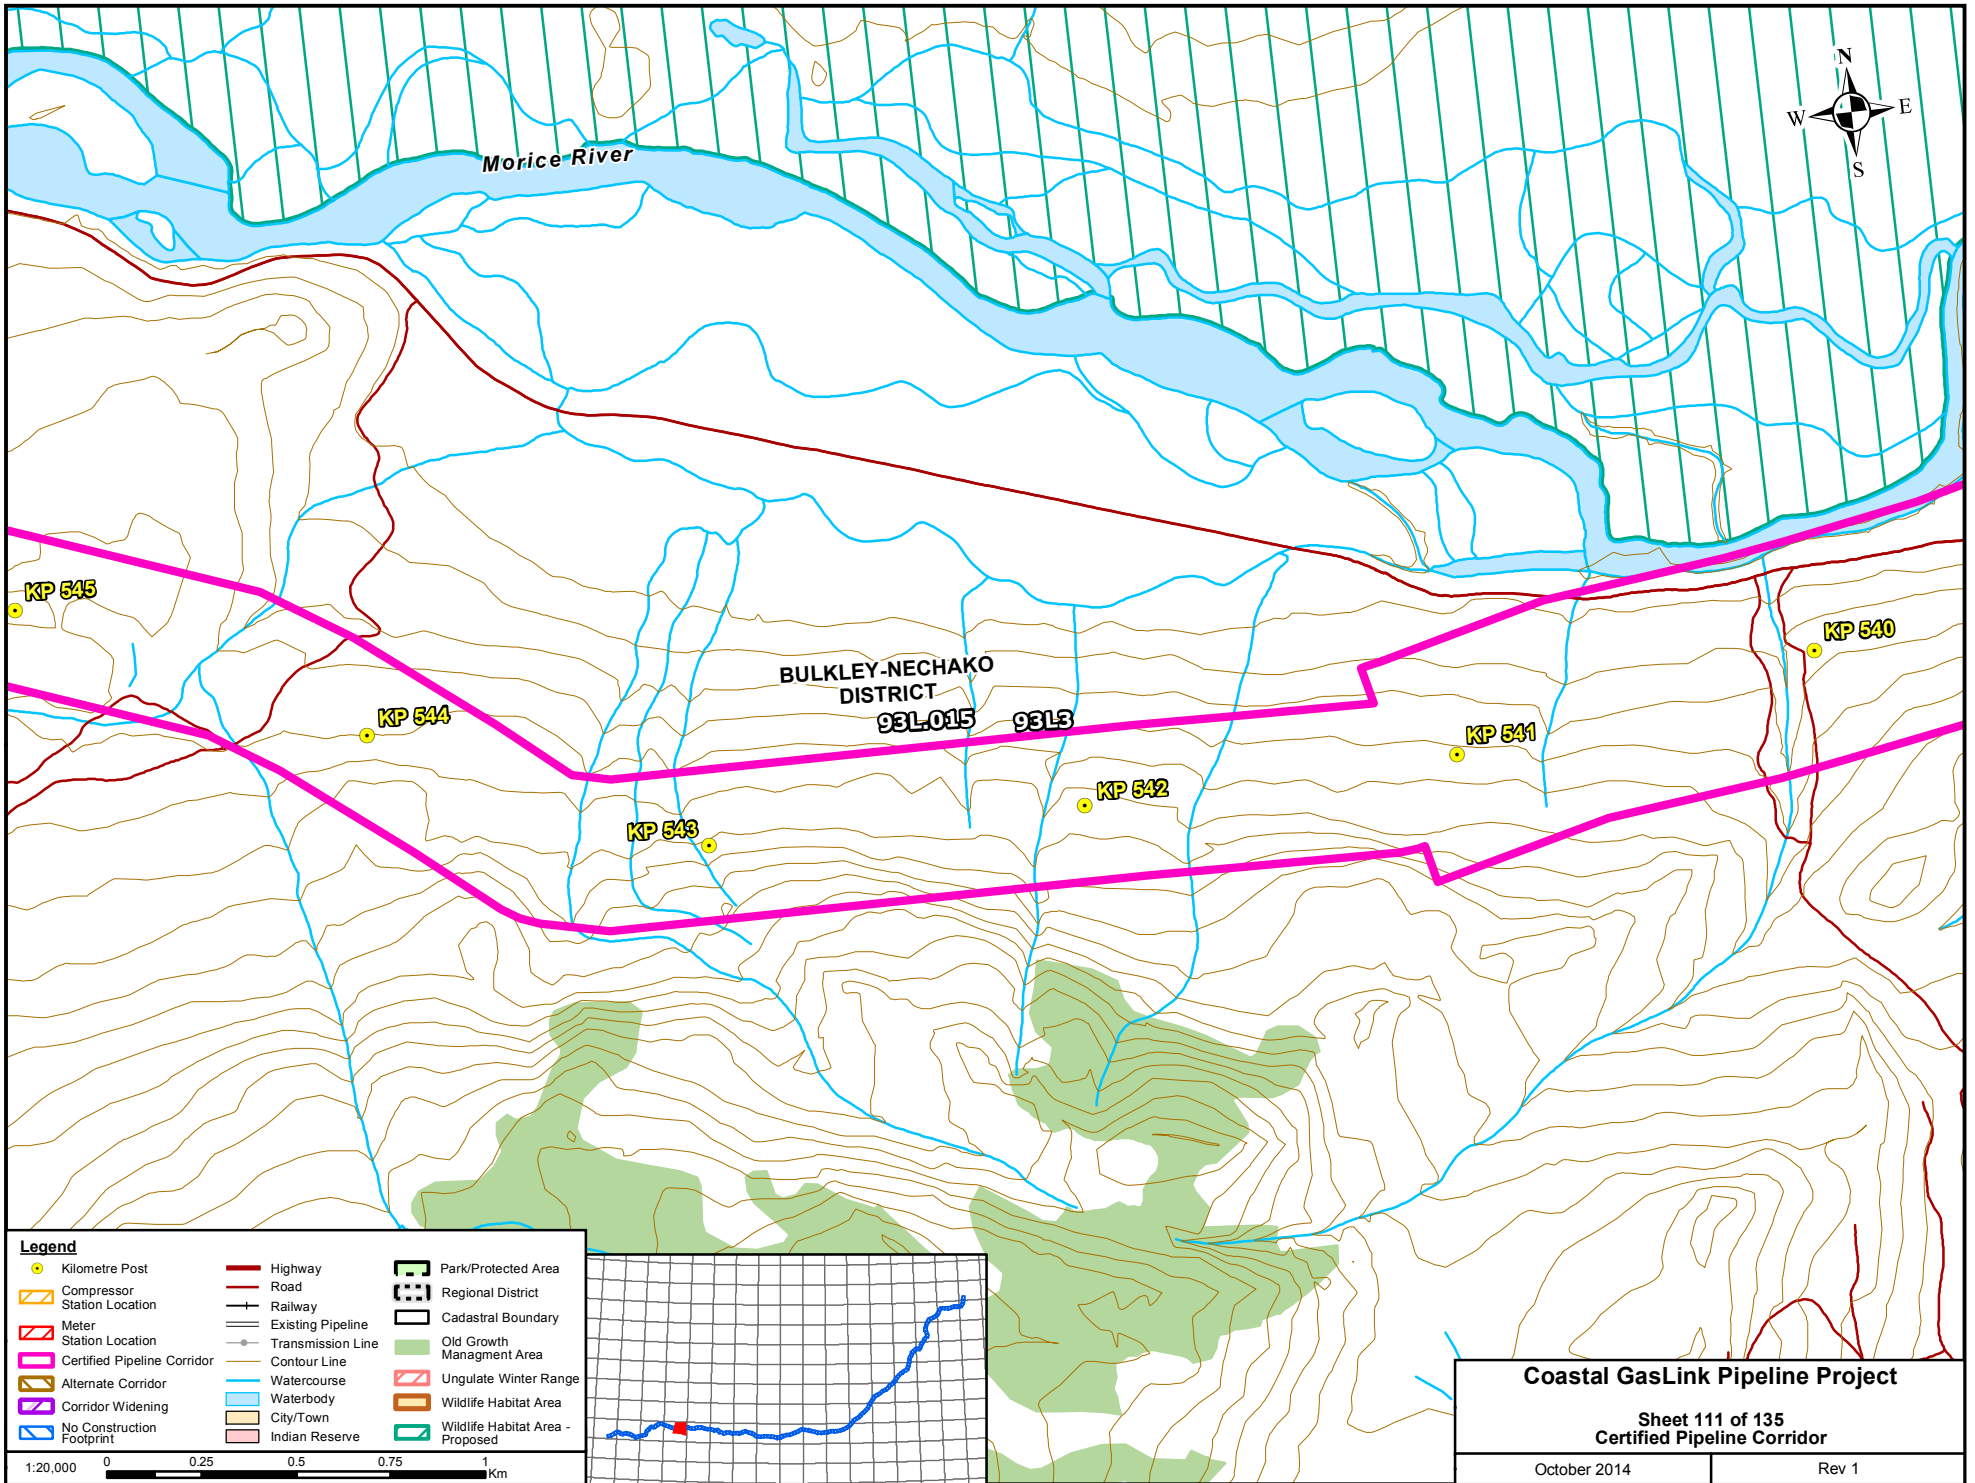 N
W
E
S
Morice River
KP 545
KP 540
BULKLEY-NECHAKO
DISTRICT
93L.015
93L3
KP 544
KP 541
KP 542
KP 543
Legend
Kilometre Post
Compressor
Station Location
Meter
Station Location
Certified Pipeline Corridor
Alternate Corridor
Corridor Widening
No Construction
Footprint
Highway
Road
Railway
Existing Pipeline
Transmission Line
Contour Line
Watercourse
Waterbody
City/Town
Indian Reserve
Park/Protected Area
Regional District
Cadastral Boundary
Old Growth
Managment Area
Ungulate Winter Range
Wildlife Habitat Area
Wildlife Habitat Area -
Proposed
1:20,000
0 0.25 0.5 0.75 1
Km
Coastal GasLink Pipeline Project
Sheet 111 of 135
Certified Pipeline Corridor
October 2014
Rev 1